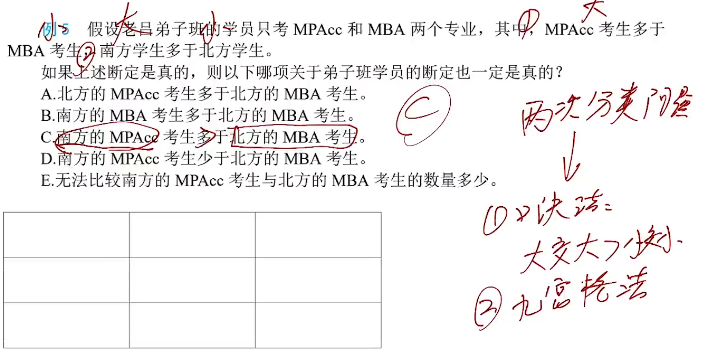 小 大 小 ① 大
例 5 假设老吕弟子班的学员只考 MPAcc 和 MBA 两个专业，其中，MPAcc 考生多于
MBA 考生，②南方学生多于北方学生。
如果上述断定是真的，则以下哪项关于弟子班学员的断定也一定是真的？
A.北方的 MPAcc 考生多于北方的 MBA 考生。
B.南方的 MBA 考生多于北方的 MBA 考生。
C.南方的 MPAcc 考生多于北方的 MBA 考生。
D.南方的 MPAcc 考生少于北方的 MBA 考生。
E.无法比较南方的 MPAcc 考生与北方的 MBA 考生的数量多少。
C
两次分类问题
↓
① 口决法:
大交大>小交小
② 九宫格法